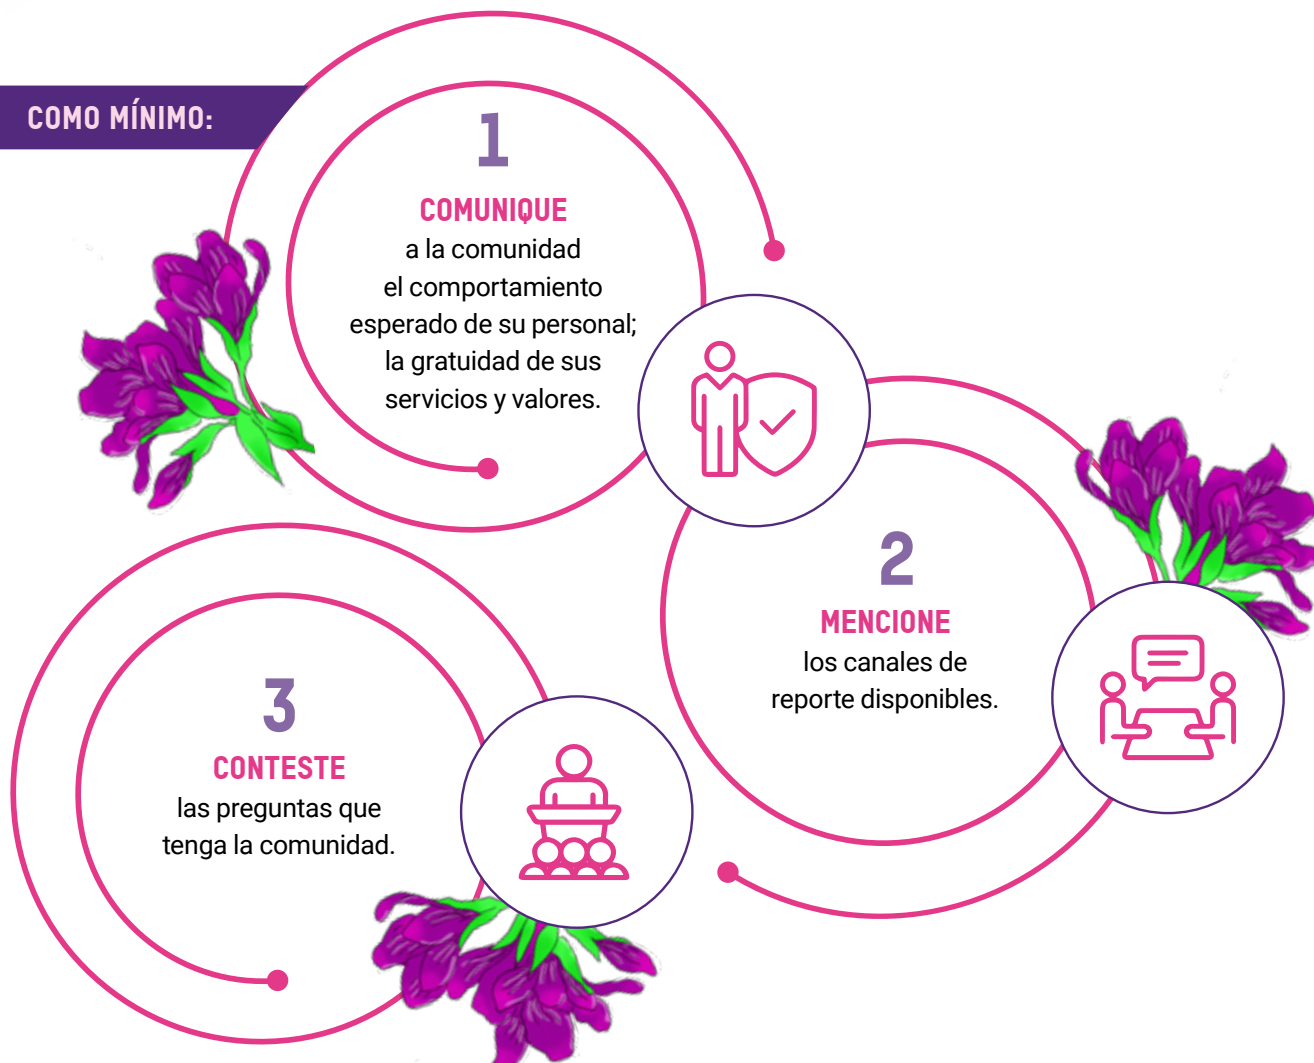 COMO MÍNIMO:
1
COMUNIQUE
a la comunidad
el comportamiento
esperado de su personal;
la gratuidad de sus
servicios y valores.
2
MENCIONE
los canales de
reporte disponibles.
3
CONTESTE
las preguntas que
tenga la comunidad.